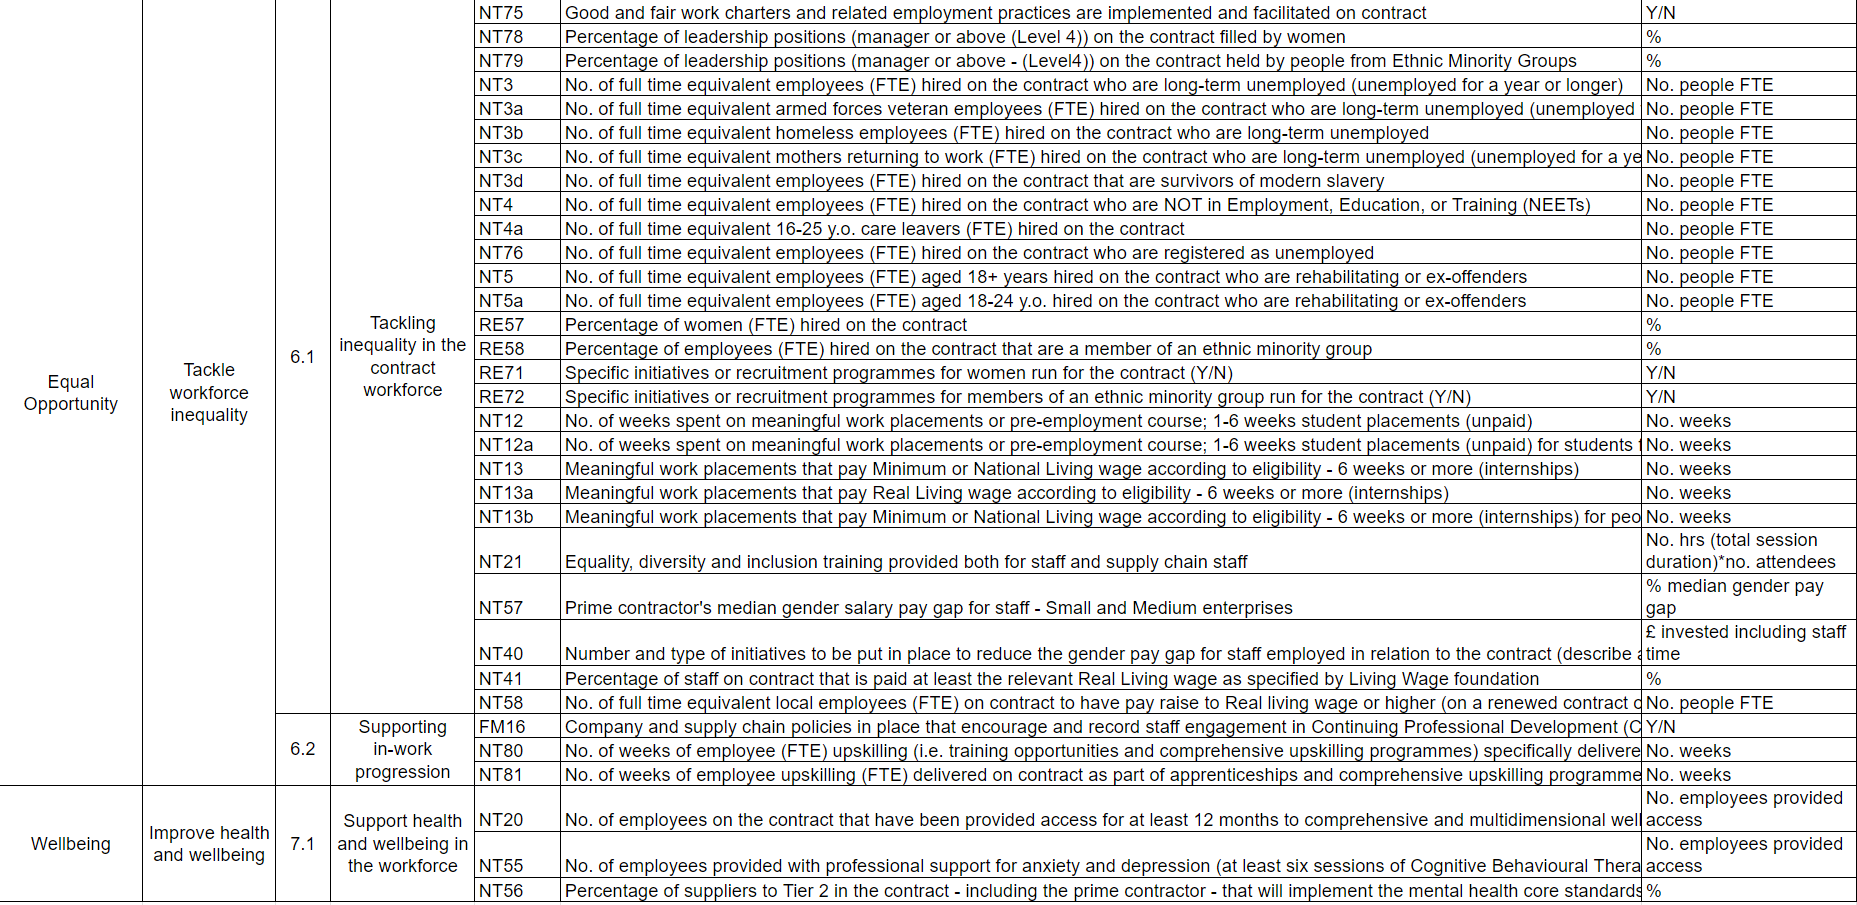 NT75 Good and fair work charters and related employment practices are implemented and facilitated on contract Y/N
NT78 Percentage of leadership positions (manager or above (Level 4)) on the contract filled by women %
NT79 Percentage of leadership positions (manager or above - (Level4)) on the contract held by people from Ethnic Minority Groups %
NT3 No. of full time equivalent employees (FTE) hired on the contract who are long-term unemployed (unemployed for a year or longer) No. people FTE
NT3a No. of full time equivalent armed forces veteran employees (FTE) hired on the contract who are long-term unemployed (unemployed No. people FTE
NT3b No. of full time equivalent homeless employees (FTE) hired on the contract who are long-term unemployed No. people FTE
NT3c No. of full time equivalent mothers returning to work (FTE) hired on the contract who are long-term unemployed (unemployed for a ye No. people FTE
NT3d No. of full time equivalent employees (FTE) hired on the contract that are survivors of modern slavery No. people FTE
NT4 No. of full time equivalent employees (FTE) hired on the contract who are NOT in Employment, Education, or Training (NEETs) No. people FTE
NT4a No. of full time equivalent 16-25 y.o. care leavers (FTE) hired on the contract No. people FTE
NT76 No. of full time equivalent employees (FTE) hired on the contract who are registered as unemployed No. people FTE
NT5 No. of full time equivalent employees (FTE) aged 18+ years hired on the contract who are rehabilitating or ex-offenders No. people FTE
NT5a No. of full time equivalent employees (FTE) aged 18-24 y.o. hired on the contract who are rehabilitating or ex-offenders No. people FTE
Equal
Opportunity
Tackle
workforce
inequality
6.1
Tackling
inequality in the
contract
workforce
RE57 Percentage of women (FTE) hired on the contract %
RE58 Percentage of employees (FTE) hired on the contract that are a member of an ethnic minority group %
RE71 Specific initiatives or recruitment programmes for women run for the contract (Y/N) Y/N
RE72 Specific initiatives or recruitment programmes for members of an ethnic minority group run for the contract (Y/N) Y/N
NT12 No. of weeks spent on meaningful work placements or pre-employment course; 1-6 weeks student placements (unpaid) No. weeks
NT12a No. of weeks spent on meaningful work placements or pre-employment course; 1-6 weeks student placements (unpaid) for students No. weeks
NT13 Meaningful work placements that pay Minimum or National Living wage according to eligibility - 6 weeks or more (internships) No. weeks
NT13a Meaningful work placements that pay Real Living wage according to eligibility - 6 weeks or more (internships) No. weeks
NT13b Meaningful work placements that pay Minimum or National Living wage according to eligibility - 6 weeks or more (internships) for peo No. weeks
NT21 Equality, diversity and inclusion training provided both for staff and supply chain staff No. hrs (total session
duration)*no. attendees
NT57 Prime contractor's median gender salary pay gap for staff - Small and Medium enterprises % median gender pay
gap
NT40 Number and type of initiatives to be put in place to reduce the gender pay gap for staff employed in relation to the contract (describe £ invested including staff
time
NT41 Percentage of staff on contract that is paid at least the relevant Real Living wage as specified by Living Wage foundation %
NT58 No. of full time equivalent local employees (FTE) on contract to have pay raise to Real living wage or higher (on a renewed contract No. people FTE
6.2
Supporting
in-work
progression
FM16 Company and supply chain policies in place that encourage and record staff engagement in Continuing Professional Development (C Y/N
NT80 No. of weeks of employee (FTE) upskilling (i.e. training opportunities and comprehensive upskilling programmes) specifically delivere No. weeks
NT81 No. of weeks of employee upskilling (FTE) delivered on contract as part of apprenticeships and comprehensive upskilling programme No. weeks
Wellbeing
Improve health
and wellbeing
7.1
Support health
and wellbeing in
the workforce
NT20 No. of employees on the contract that have been provided access for at least 12 months to comprehensive and multidimensional well No. employees provided
access
NT55 No. of employees provided with professional support for anxiety and depression (at least six sessions of Cognitive Behavioural Thera No. employees provided
access
NT56 Percentage of suppliers to Tier 2 in the contract - including the prime contractor - that will implement the mental health core standards %